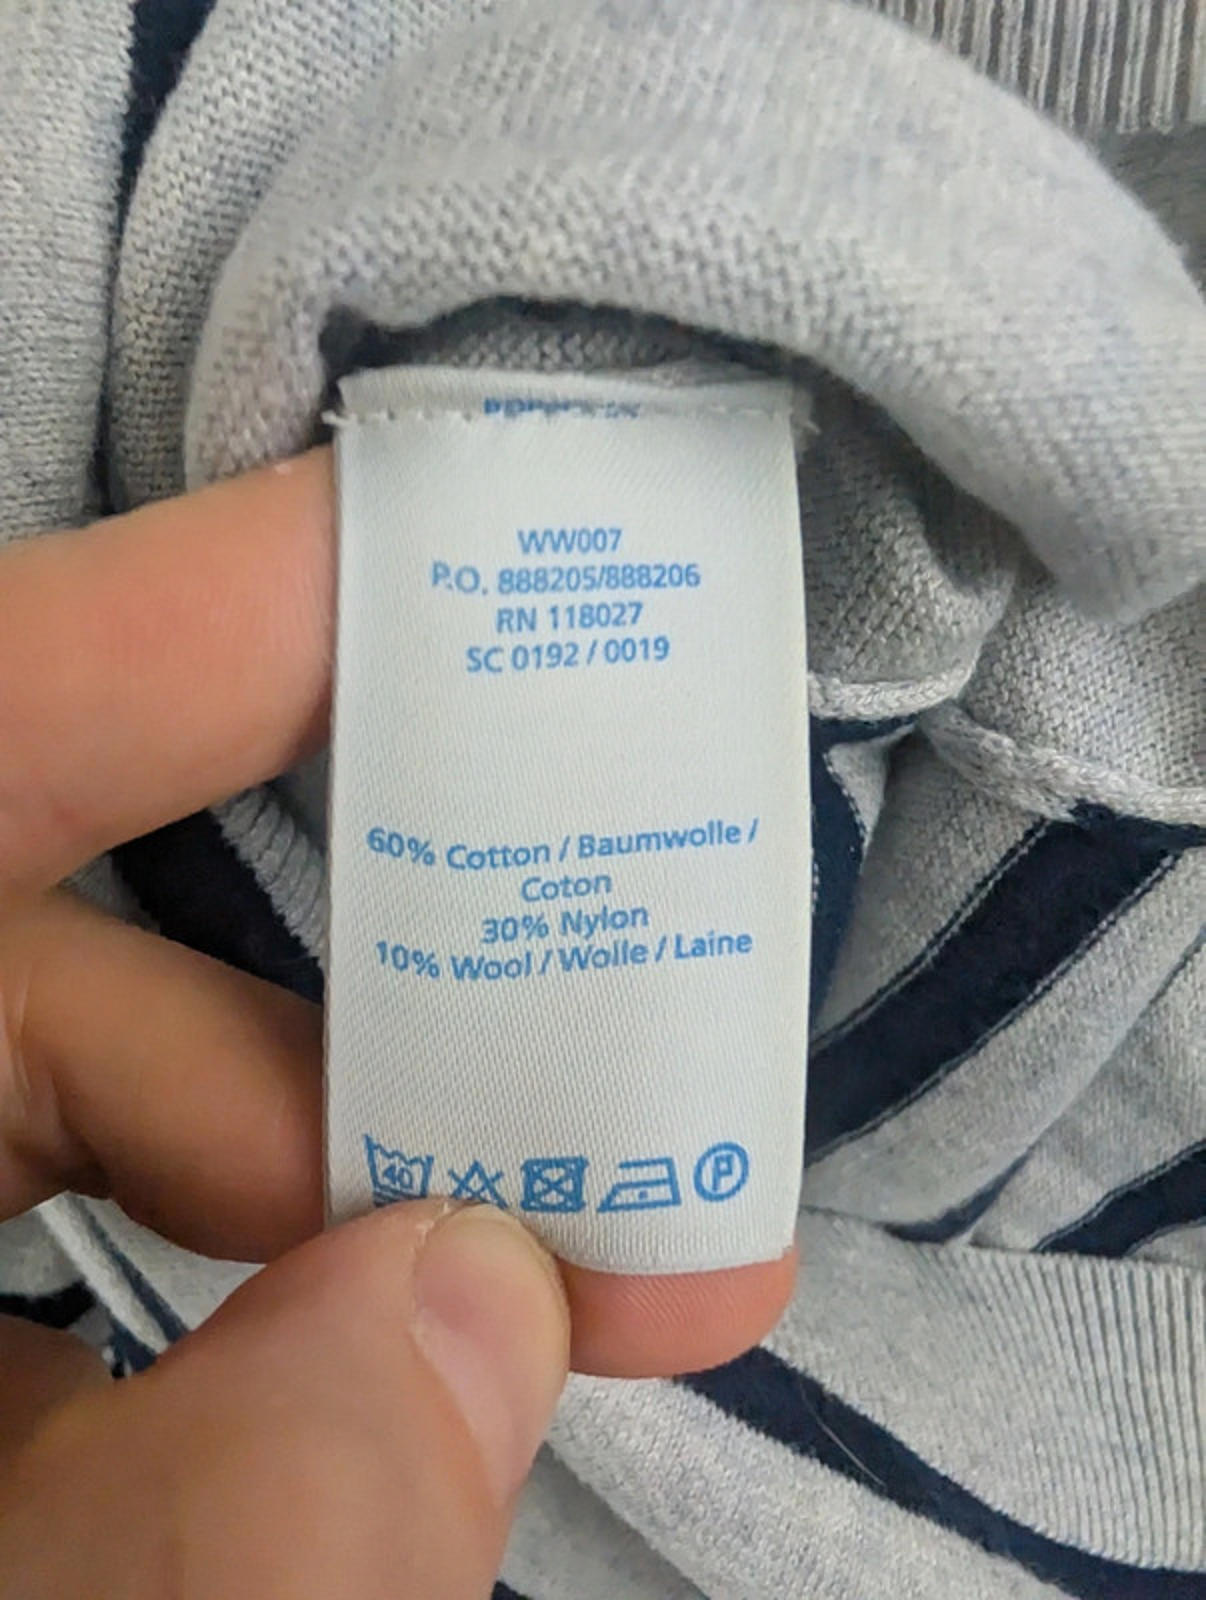 WW007
P.O. 888205/888206
RN 118027
SC 0192 / 0019
60% Cotton / Baumwolle /
Coton
30% Nylon
10% Wool / Wolle / Laine
40
P